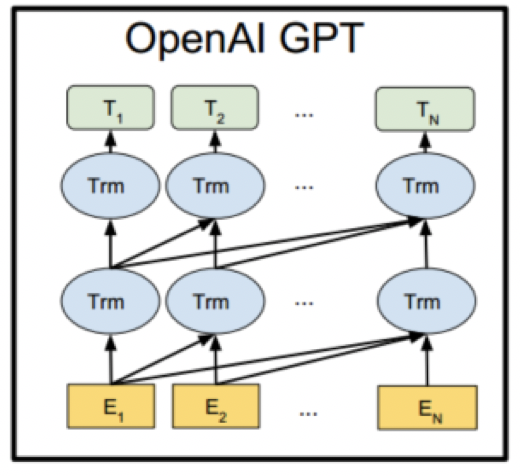 OpenAI GPT
T1 T2 ... TN
Trm Trm ... Trm
Trm Trm ... Trm
E1 E2 ... EN